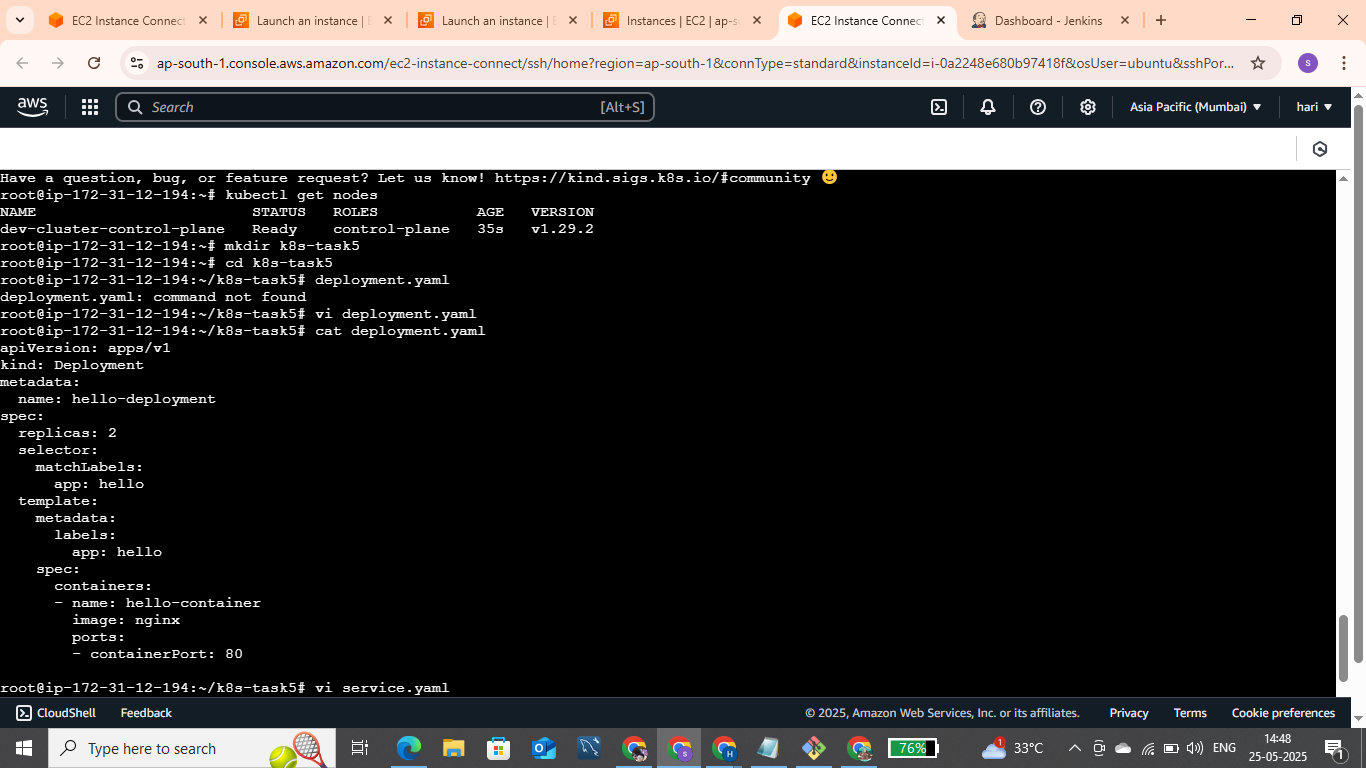 EC2 Instance Connect
Launch an instance | E
Launch an instance | E
Instances | EC2 | ap-s
EC2 Instance Connect
Dashboard - Jenkins
ap-south-1.console.aws.amazon.com/ec2-instance-connect/ssh/home?region=ap-south-1&connType=standard&instanceId=i-0a2248e680b97418f&osUser=ubuntu&sshPor...
s
aws
Search
[Alt+S]
Asia Pacific (Mumbai)
hari
Have a question, bug, or feature request? Let us know! https://kind.sigs.k8s.io/#community 🙂
root@ip-172-31-12-194:~# kubectl get nodes
NAME                        STATUS   ROLES           AGE   VERSION
dev-cluster-control-plane   Ready    control-plane   35s   v1.29.2
root@ip-172-31-12-194:~# mkdir k8s-task5
root@ip-172-31-12-194:~# cd k8s-task5
root@ip-172-31-12-194:~/k8s-task5# deployment.yaml
deployment.yaml: command not found
root@ip-172-31-12-194:~/k8s-task5# vi deployment.yaml
root@ip-172-31-12-194:~/k8s-task5# cat deployment.yaml
apiVersion: apps/v1
kind: Deployment
metadata:
  name: hello-deployment
spec:
  replicas: 2
  selector:
    matchLabels:
      app: hello
  template:
    metadata:
      labels:
        app: hello
    spec:
      containers:
      - name: hello-container
        image: nginx
        ports:
        - containerPort: 80
root@ip-172-31-12-194:~/k8s-task5# vi service.yaml
CloudShell
Feedback
© 2025, Amazon Web Services, Inc. or its affiliates.
Privacy
Terms
Cookie preferences
Type here to search
76%
33°C
ENG
14:48
25-05-2025
1